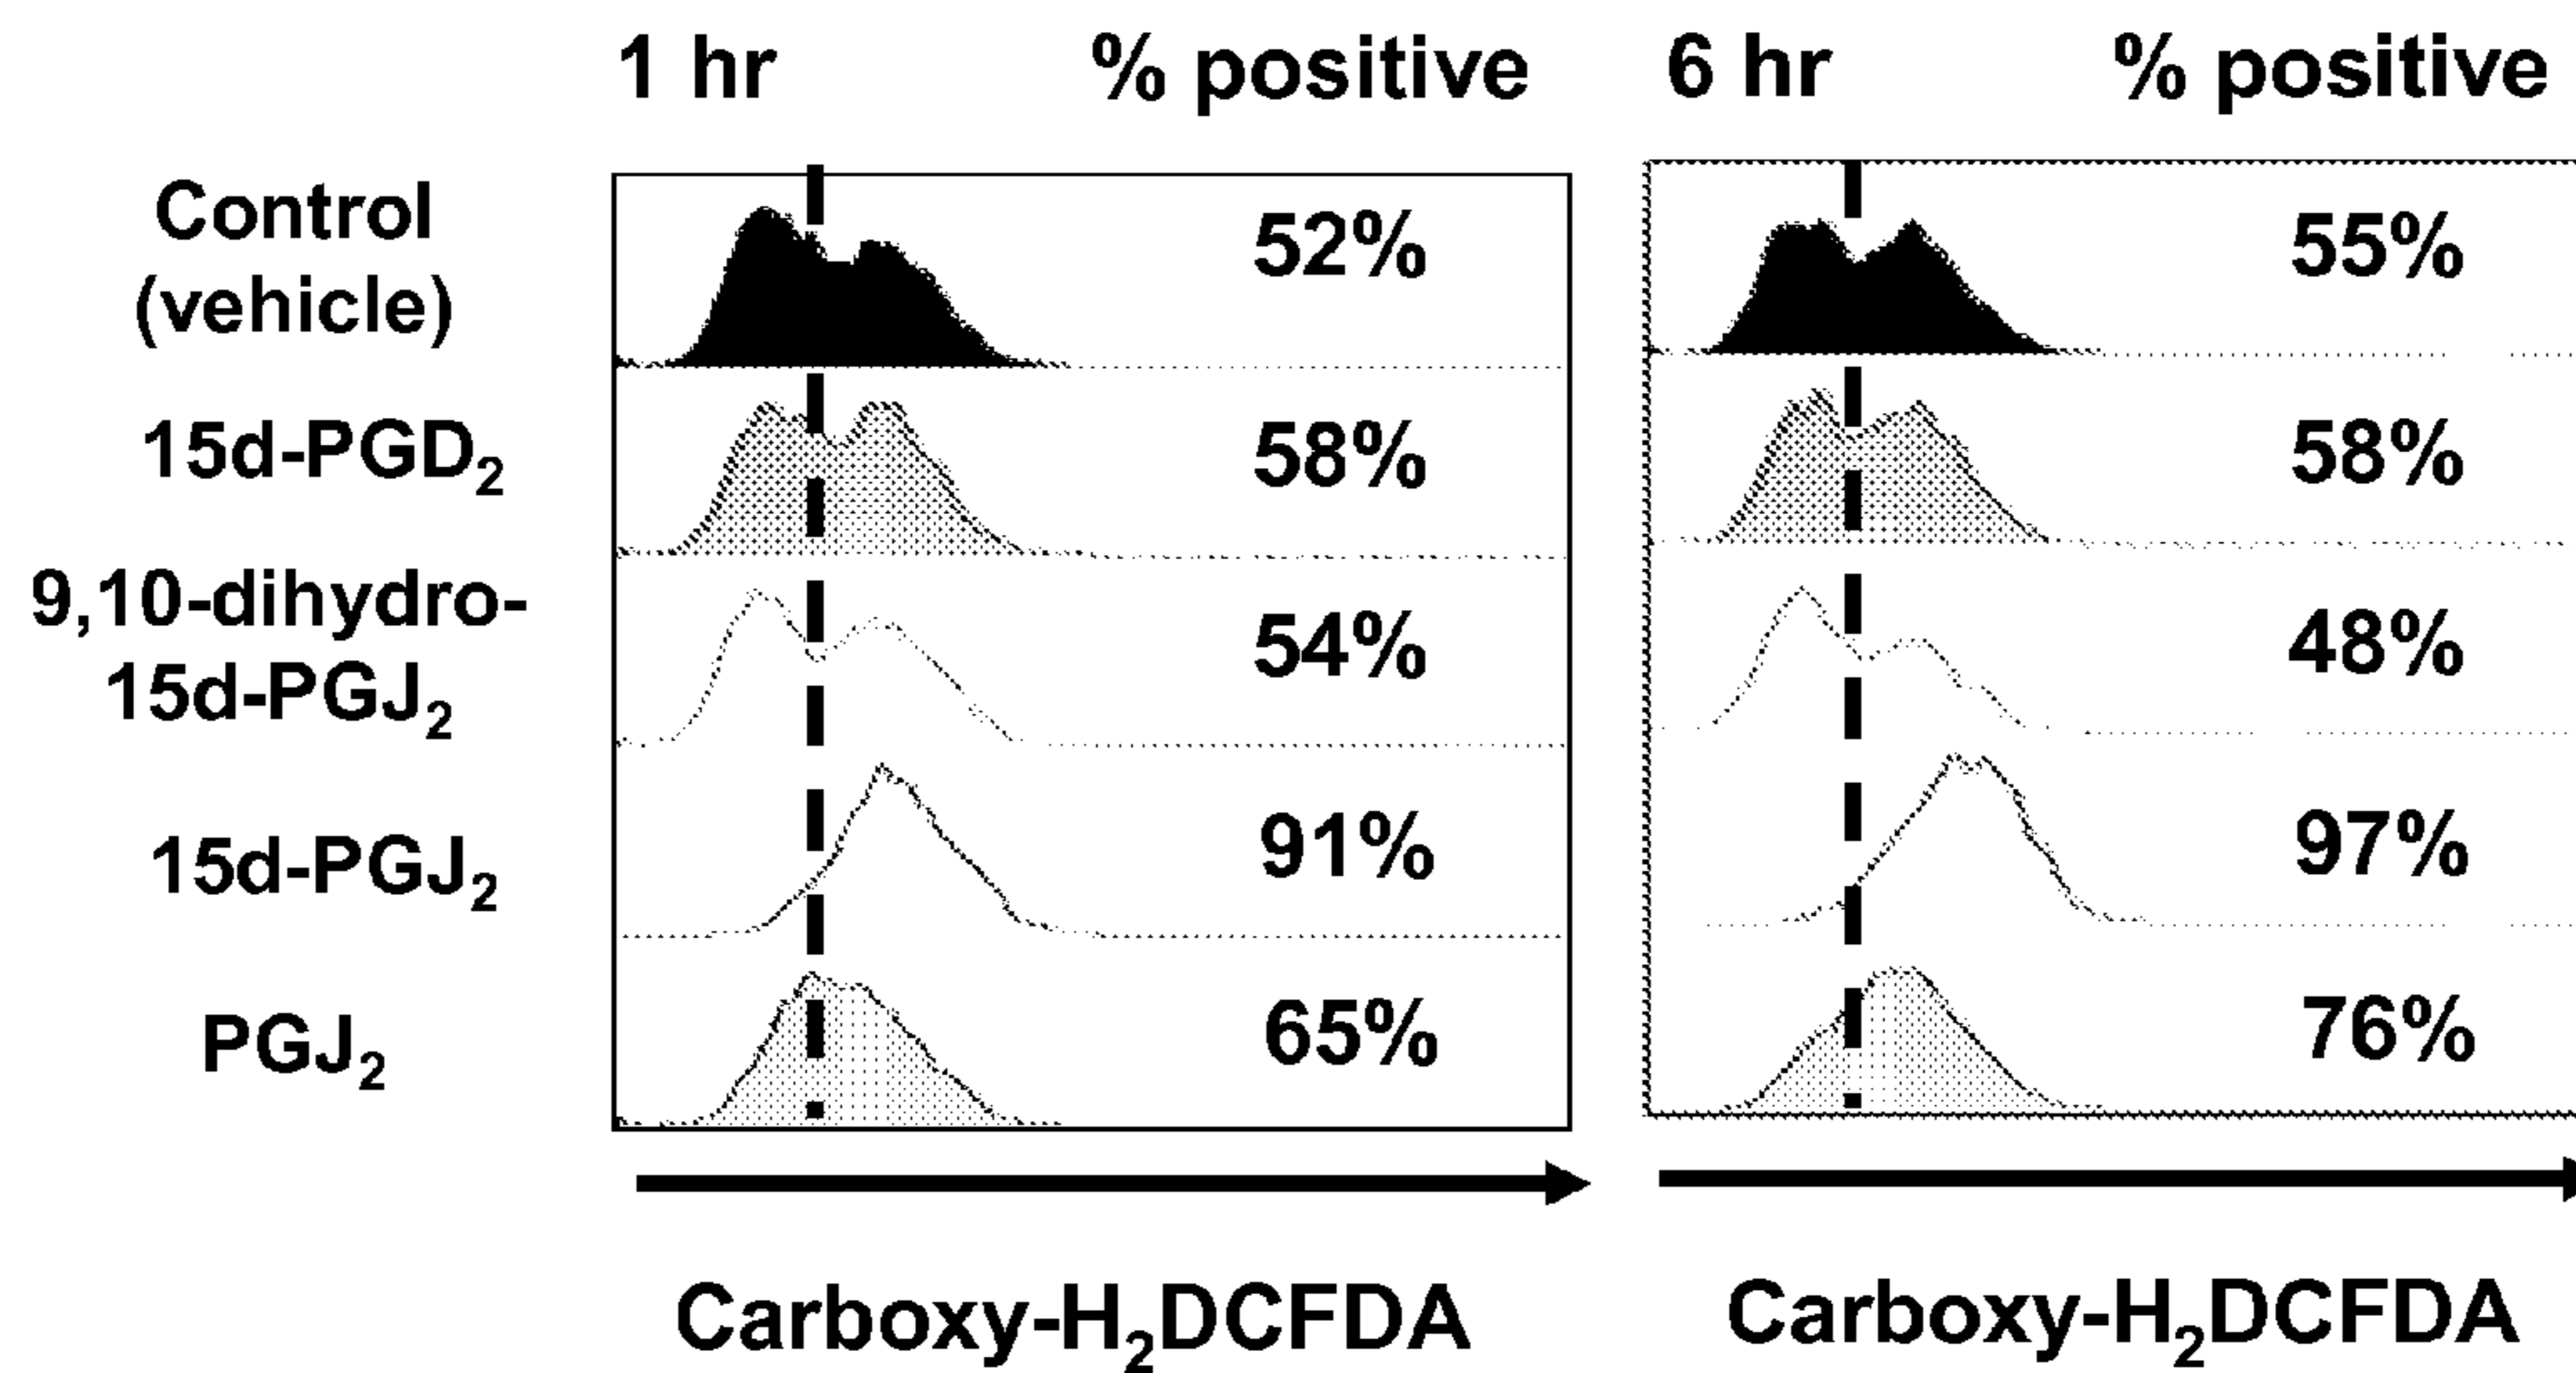 1 hr % positive 6 hr % positive
Control
(vehicle)
52% 55%
15d-PGD₂ 58% 58%
9,10-dihydro-
15d-PGJ₂
54% 48%
15d-PGJ₂ 91% 97%
PGJ₂ 65% 76%
Carboxy-H₂DCFDA Carboxy-H₂DCFDA